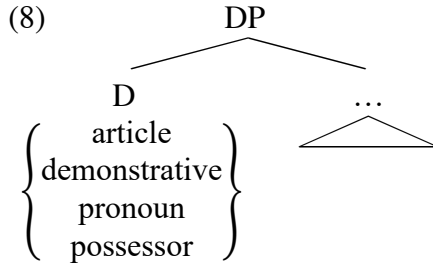 (8) DP
D ...
article
demonstrative
pronoun
possessor